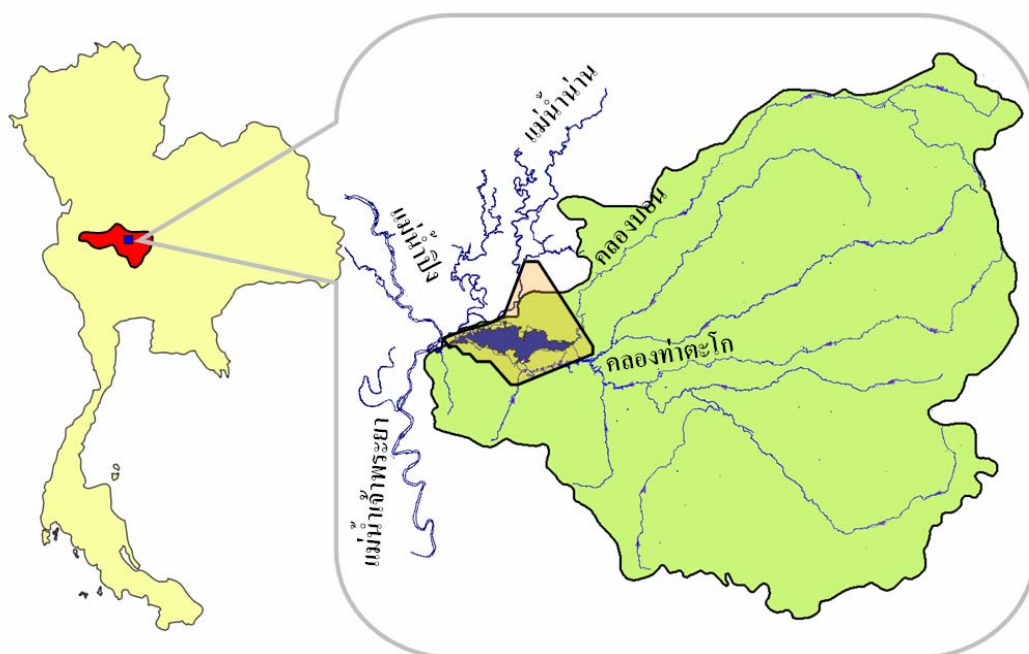 แม่น้ำน่าน
แม่น้ำปิง
คลองบอน
คลองท่าตะโก
แม่น้ำเจ้าพระยา